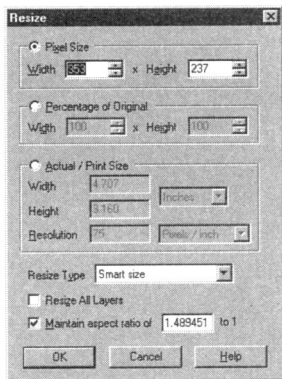 Resize
Pixel Size
Width 353 x Height 237
Percentage of Original
Width 100 x Height 100
Actual / Print Size
Width 4.707
Inches
Height 3.160
Resolution 75 Pixels / inch
Resize Type Smart size
Resize All Layers
Maintain aspect ratio of 1.489451 to 1
OK Cancel Help